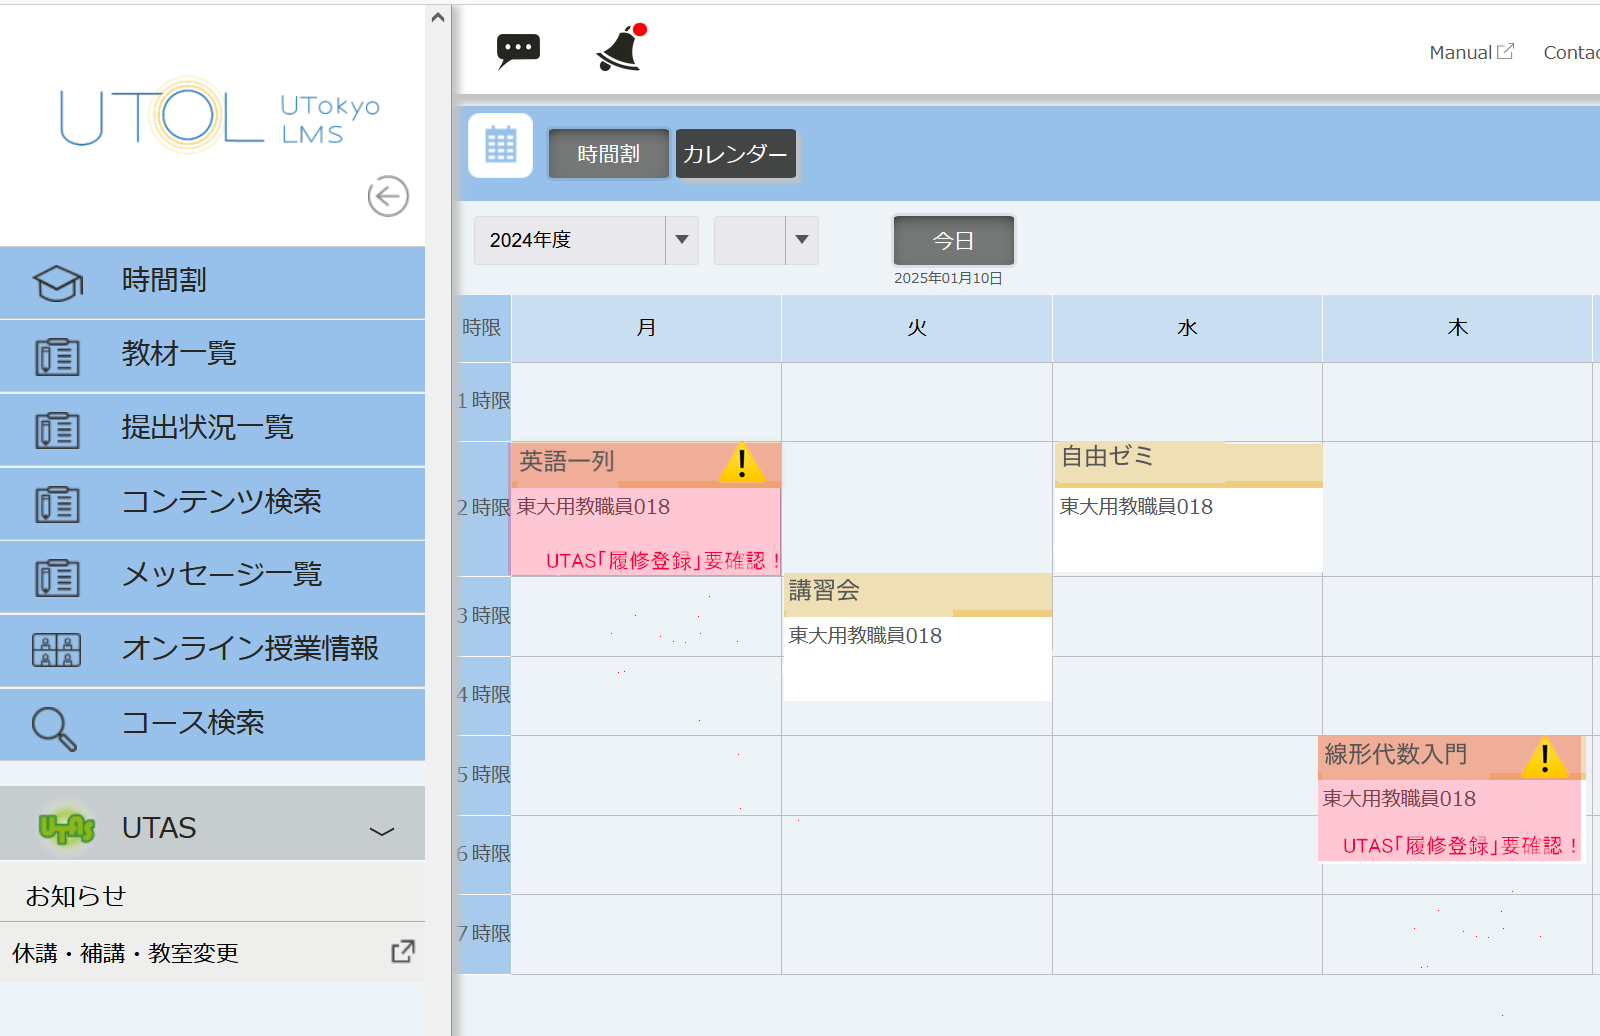 UTOL UTokyo
LMS
Manual
時間割 カレンダー
2024年度
今日
2025年01月10日
時間割
教材一覧
提出状況一覧
コンテンツ検索
メッセージ一覧
オンライン授業情報
コース検索
UTAS
お知らせ
休講・補講・教室変更
時限 月 火 水 木
1 時限
2 時限
英語一列
東大用教職員018
UTAS「履修登録」要確認！
自由ゼミ
東大用教職員018
3 時限
講習会
東大用教職員018
4 時限
5 時限
線形代数入門
東大用教職員018
UTAS「履修登録」要確認！
6 時限
7 時限